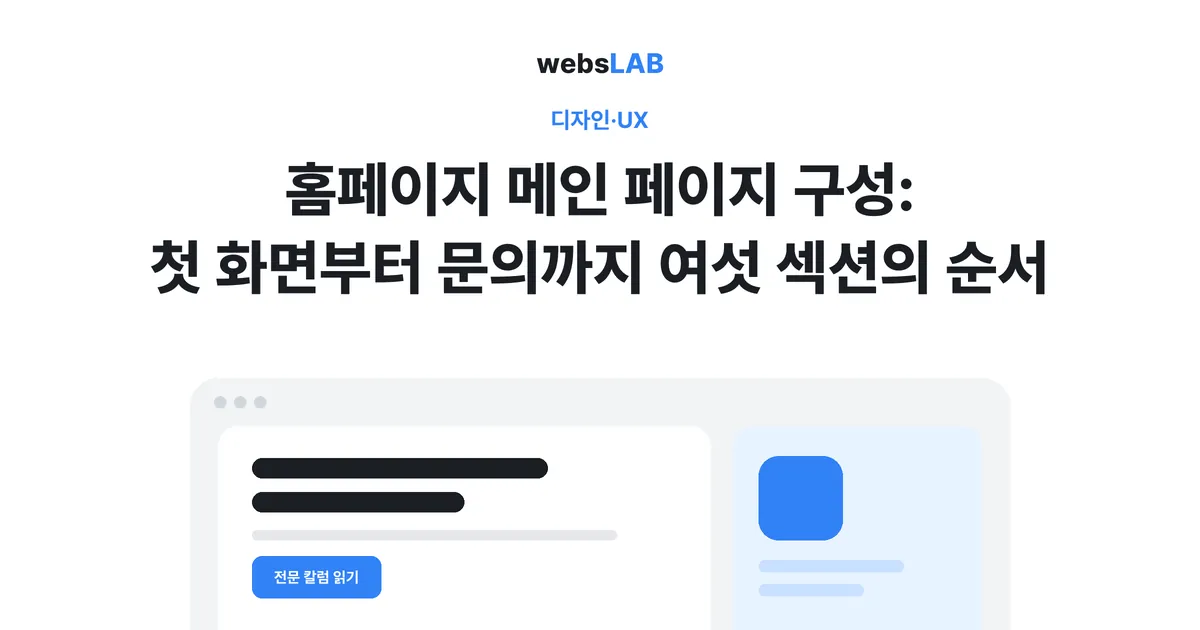 websLAB
디자인·UX
홈페이지 메인 페이지 구성:
첫 화면부터 문의까지 여섯 섹션의 순서
전문 칼럼 읽기